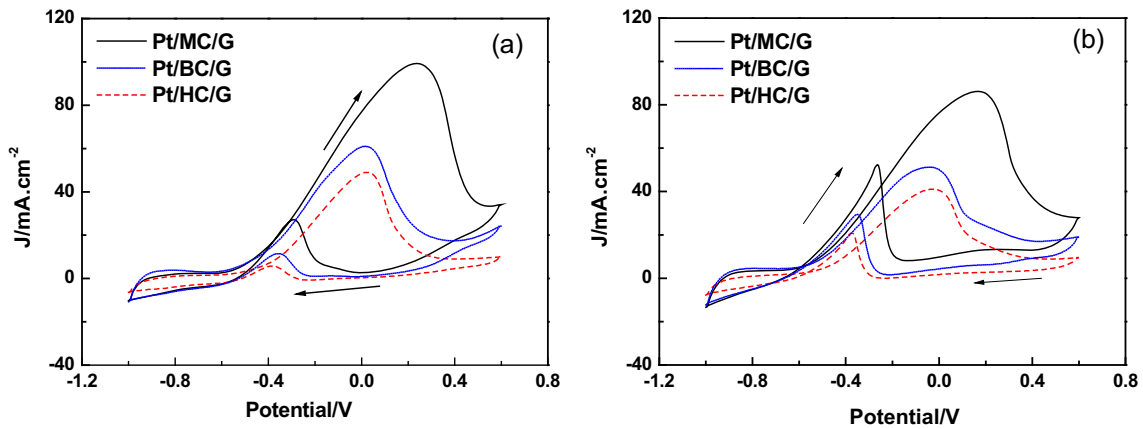 120
80
40
0
-40
J/mA.cm-2
Pt/MC/G
Pt/BC/G
Pt/HC/G
(a)
-1.2 -0.8 -0.4 0.0 0.4 0.8
Potential/V
120
80
40
0
-40
J/mA.cm-2
Pt/MC/G
Pt/BC/G
Pt/HC/G
(b)
-1.2 -0.8 -0.4 0.0 0.4 0.8
Potential/V